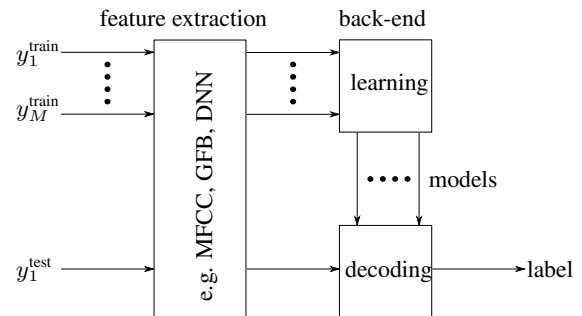 feature extraction
back-end
y_1^train
y_M^train
learning
e.g. MFCC, GFB, DNN
models
y_1^test
decoding
label